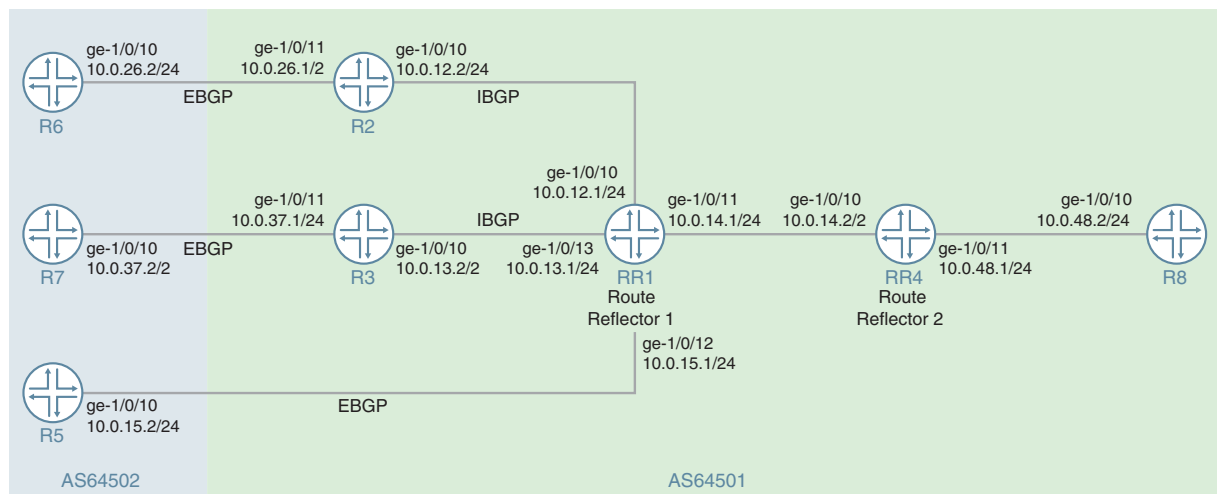 ge-1/0/10
10.0.26.2/24
ge-1/0/11
10.0.26.1/2
ge-1/0/10
10.0.12.2/24
EBGP
IBGP
R6
R2
ge-1/0/10
10.0.12.1/24
ge-1/0/11
10.0.37.1/24
IBGP
ge-1/0/11
10.0.14.1/24
ge-1/0/10
10.0.14.2/2
ge-1/0/10
10.0.48.2/24
ge-1/0/10
10.0.37.2/2
EBGP
ge-1/0/10
10.0.13.2/2
ge-1/0/13
10.0.13.1/24
ge-1/0/11
10.0.48.1/24
R7
R3
RR1
RR4
R8
Route
Reflector 1
Route
Reflector 2
ge-1/0/12
10.0.15.1/24
EBGP
ge-1/0/10
10.0.15.2/24
R5
AS64502
AS64501